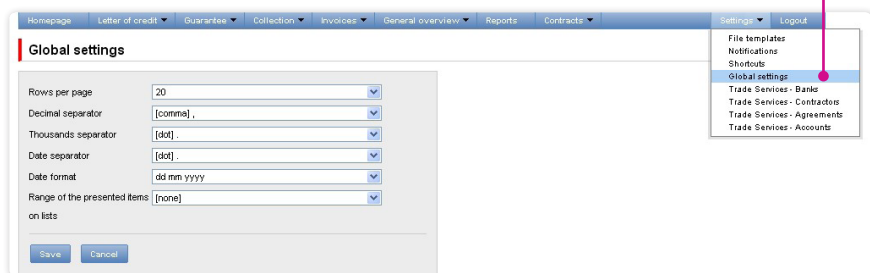 Homepage Letter of credit Guarantee Collection Invoices General overview Reports Contracts Settings Logout
File templates
Notifications
Shortcuts
Global settings
Trade Services - Banks
Trade Services - Contractors
Trade Services - Agreements
Trade Services - Accounts
Global settings
Rows per page 20
Decimal separator [comma] ,
Thousands separator [dot] .
Date separator [dot] .
Date format dd mm yyyy
Range of the presented items [none]
on lists
Save Cancel